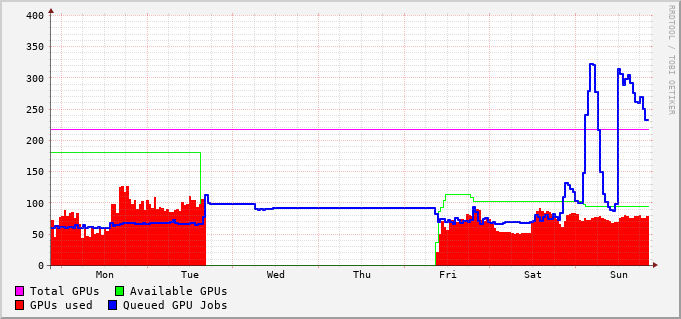 RRDTOOL / TOBI OETIKER
400
350
300
250
200
150
100
50
0
Mon Tue Wed Thu Fri Sat Sun
Total GPUs Available GPUs
GPUs used Queued GPU Jobs